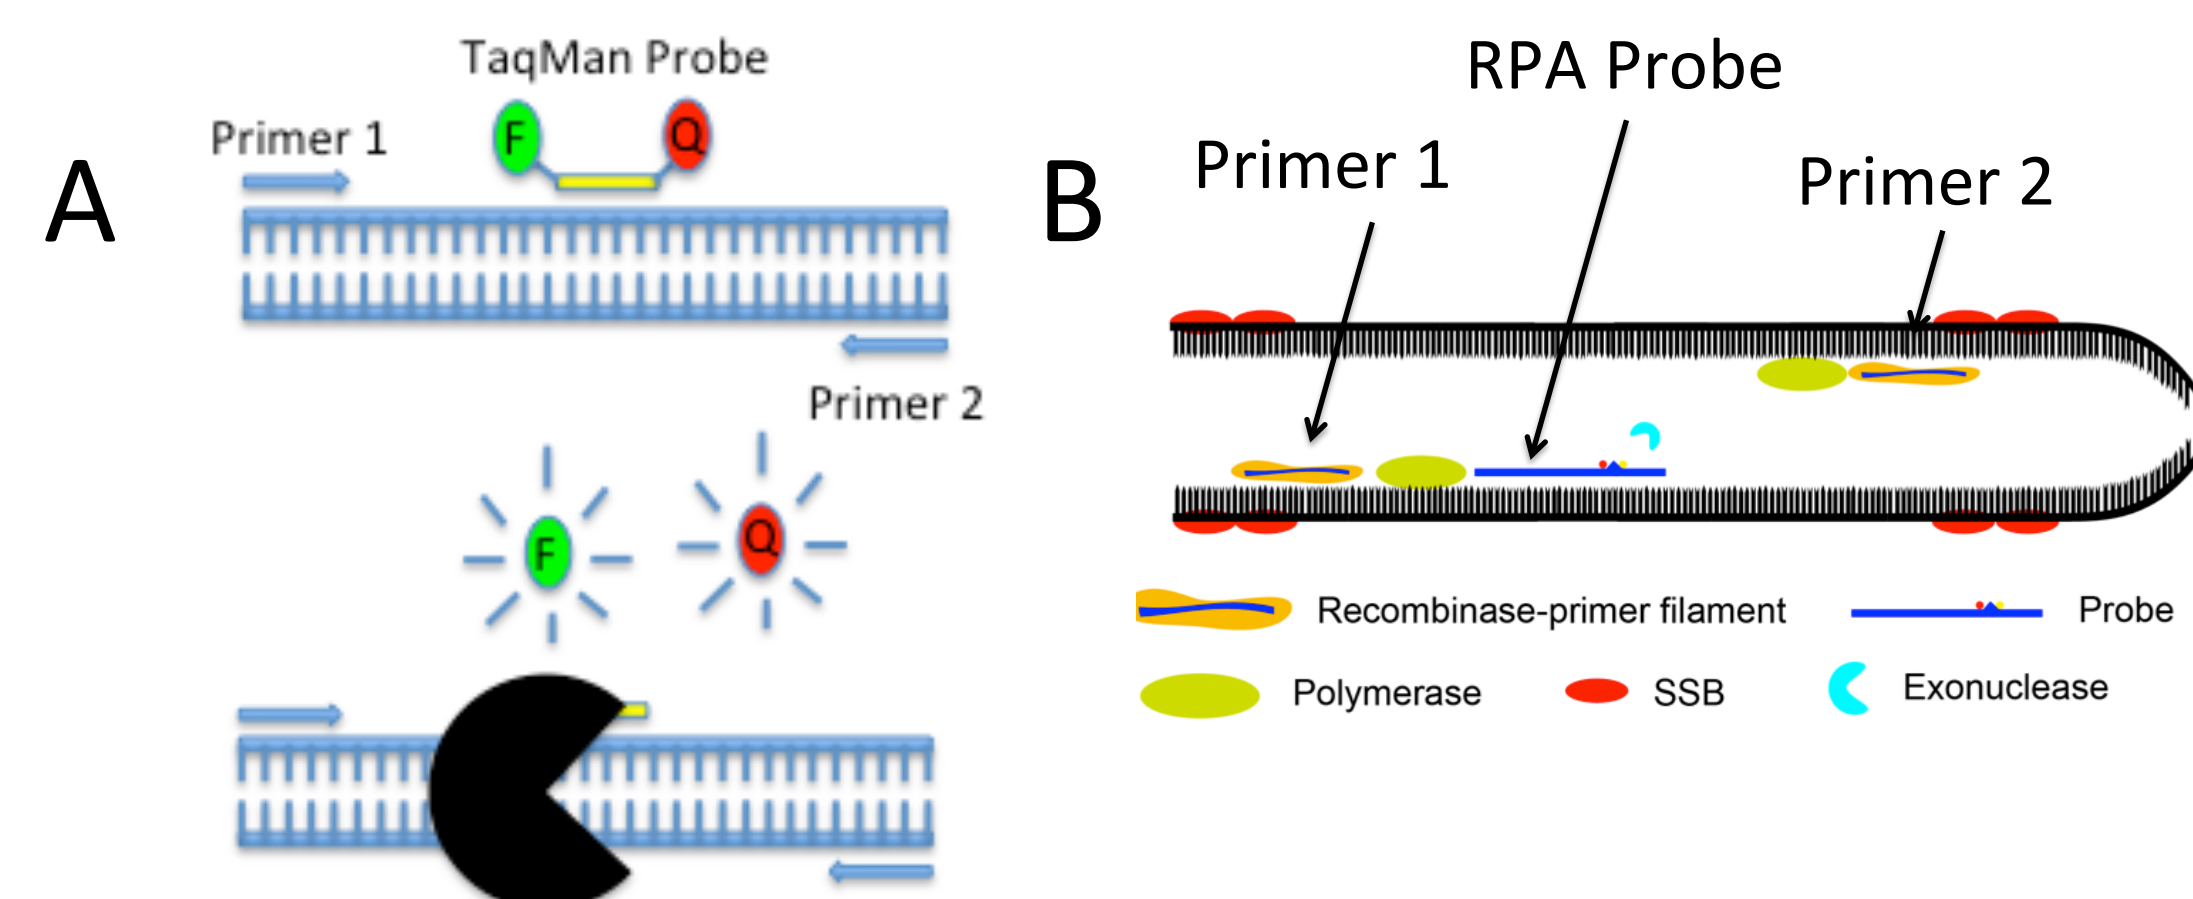 A
TaqMan Probe
F
Q
Primer 1
Primer 2
F
Q
B
RPA Probe
Primer 1
Primer 2
Recombinase-primer filament
Probe
Polymerase
SSB
Exonuclease